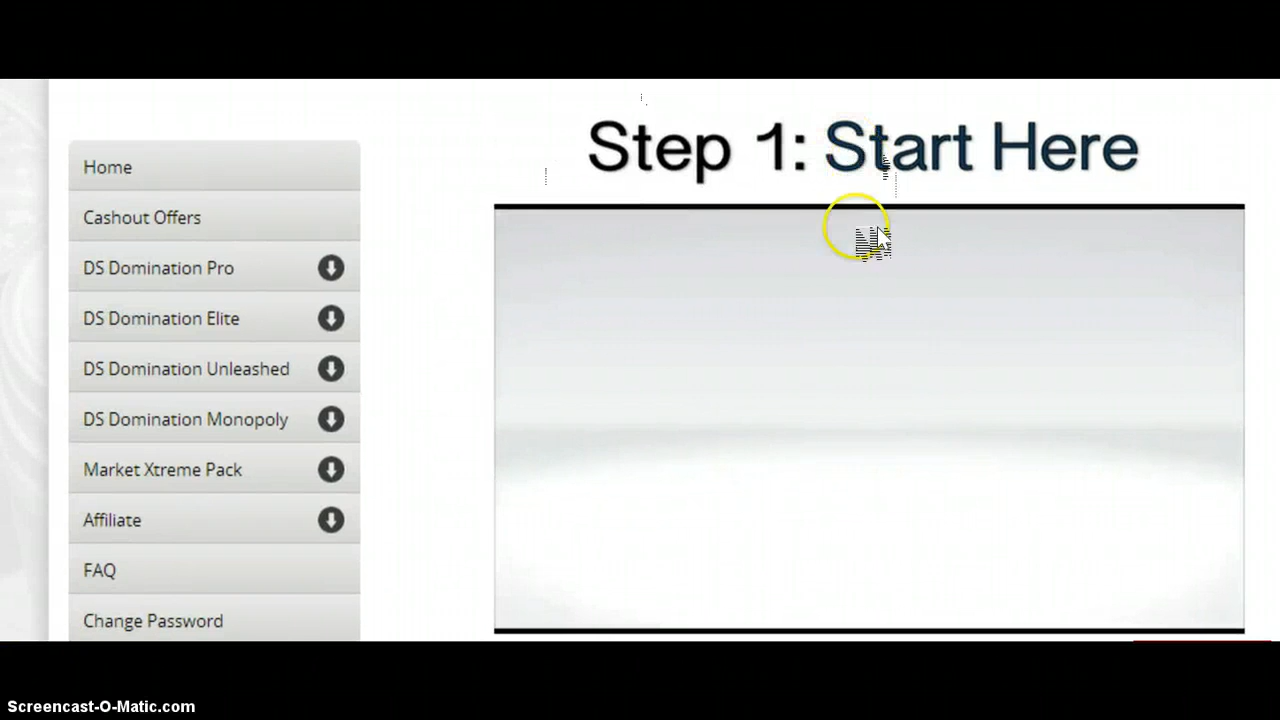 Step 1: Start Here
Home
Cashout Offers
DS Domination Pro
DS Domination Elite
DS Domination Unleashed
DS Domination Monopoly
Market Xtreme Pack
Affiliate
FAQ
Change Password
Screencast-O-Matic.com